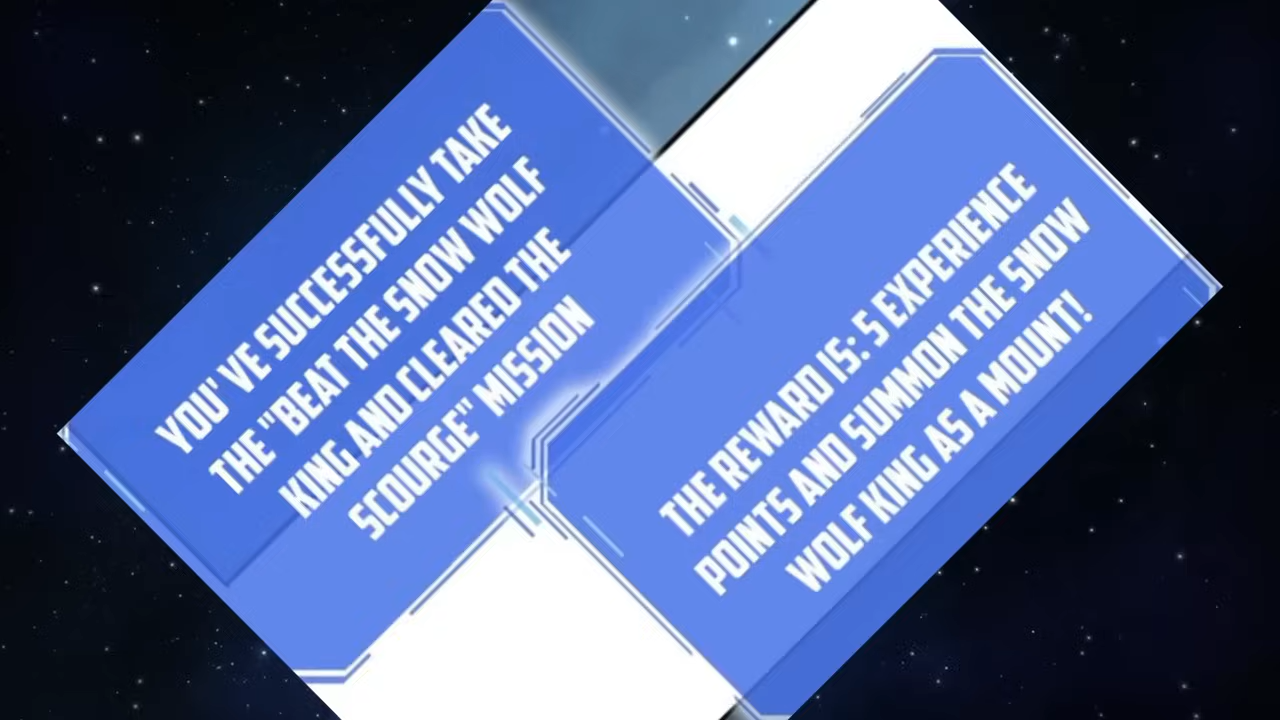 YOU'VE SUCCESSFULLY TAKE
THE "BEAT THE SNOW WOLF
KING AND CLEARED THE
SCOURGE" MISSION
THE REWARD IS: 5 EXPERIENCE
POINTS AND SUMMON THE SNOW
WOLF KING AS A MOUNT!